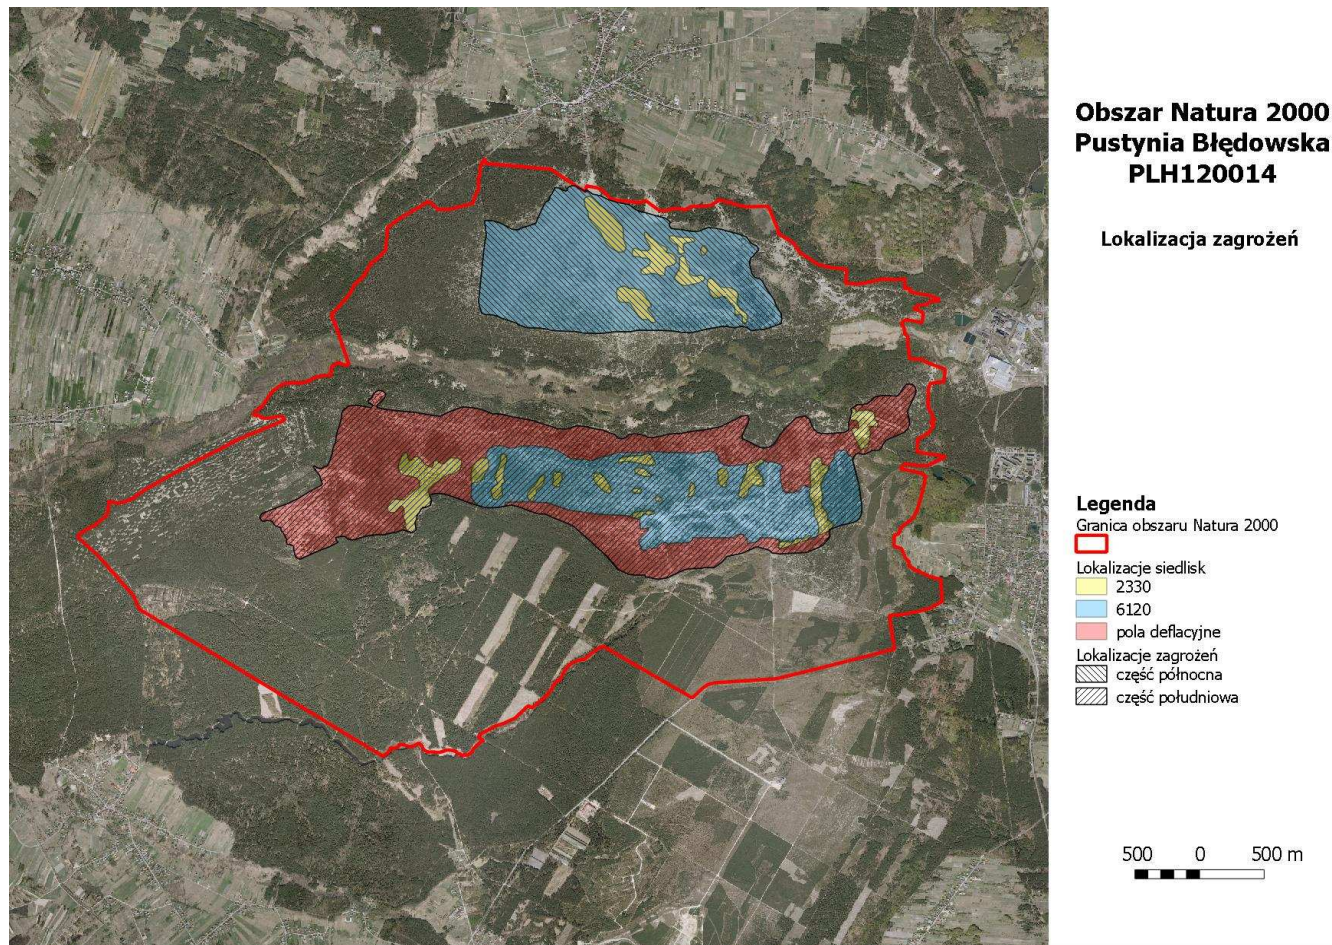 Obszar Natura 2000
Pustynia Błędowska
PLH120014
Lokalizacja zagrożeń
Legenda
Granica obszaru Natura 2000
Lokalizacje siedlisk
2330
6120
pola deflacyjne
Lokalizacje zagrożeń
część północna
część południowa
500 0 500 m